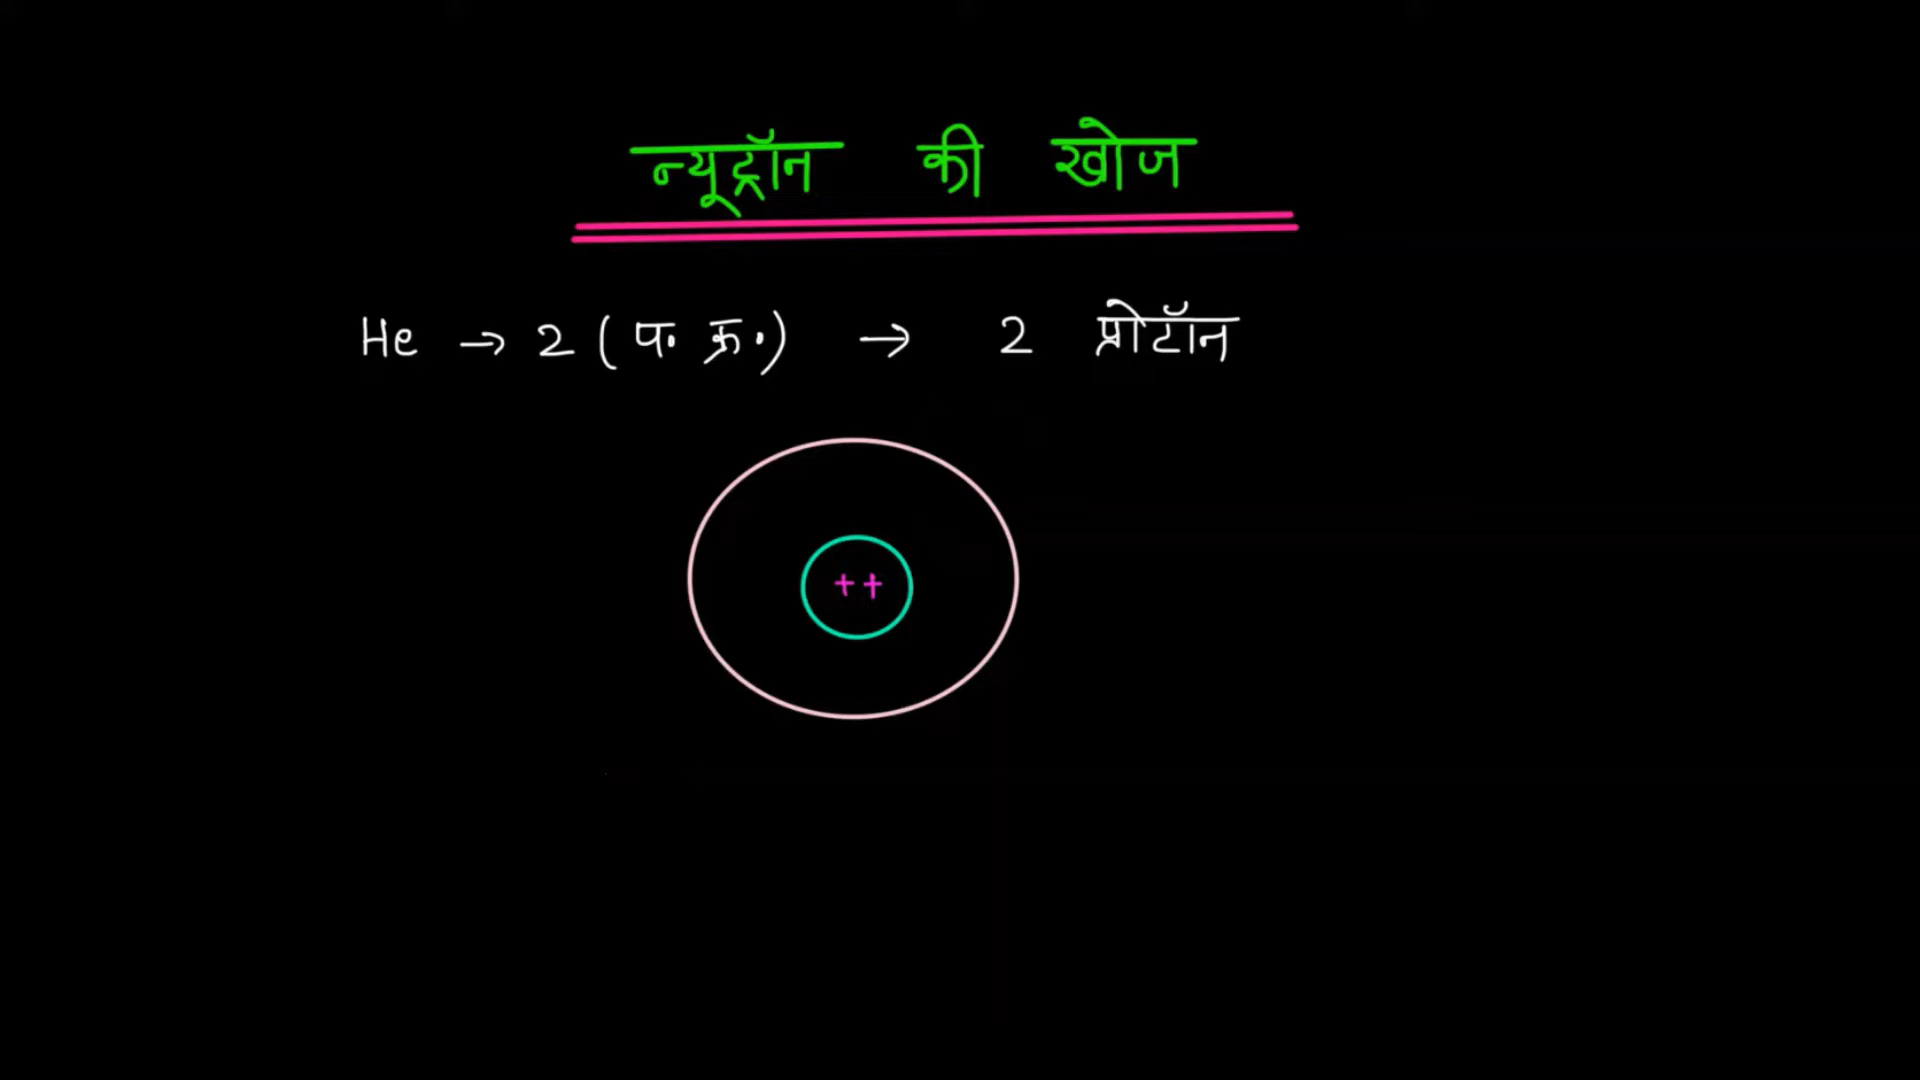 न्यूट्रॉन की खोज
He → 2 (प. क्र.) → 2 प्रोटॉन
++